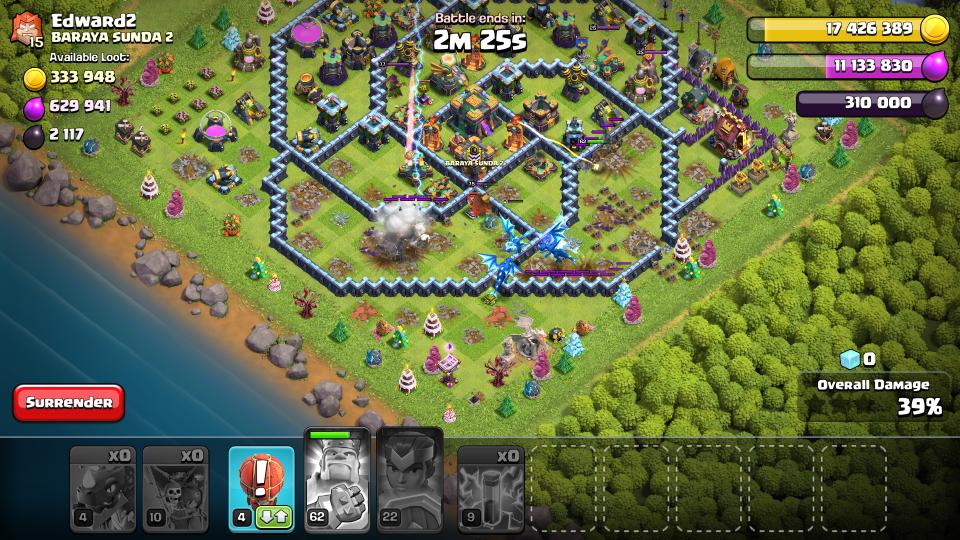 Edward2
15
BARAYA SUNDA 2
Available Loot:
333 948
629 941
2 117
Battle ends in:
2m 25s
17 426 389
11 133 830
310 000
BARAYA SUNDA 2
0
Overall Damage
39%
Surrender
x0
4
x0
10
!
4
62
22
x0
9